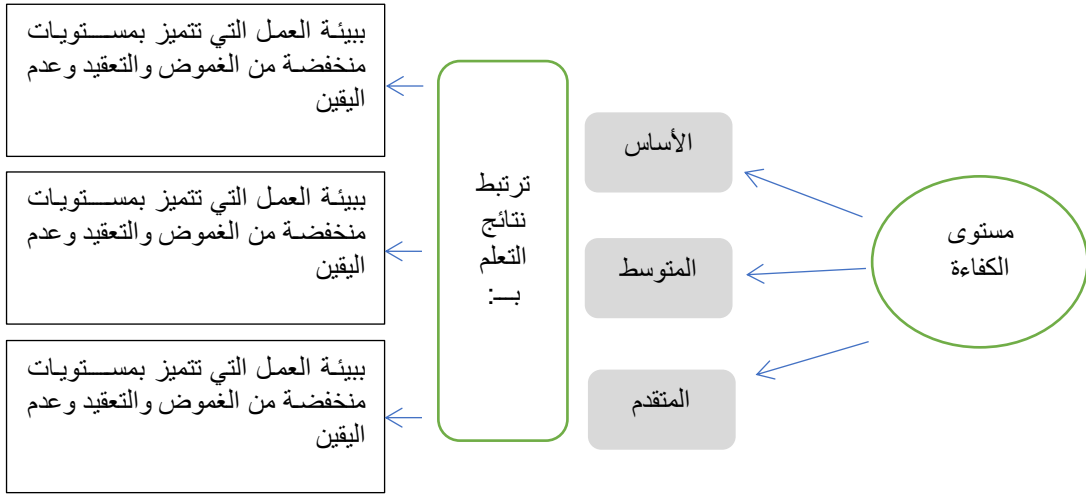 مستوى
الكفاءة
الأساس
المتوسط
المتقدم
ترتبط
نتائج
التعلم
بـــ:
ببيئة العمل التي تتميز بمستويات
منخفضة من الغموض والتعقيد وعدم
اليقين
ببيئة العمل التي تتميز بمستويات
منخفضة من الغموض والتعقيد وعدم
اليقين
ببيئة العمل التي تتميز بمستويات
منخفضة من الغموض والتعقيد وعدم
اليقين